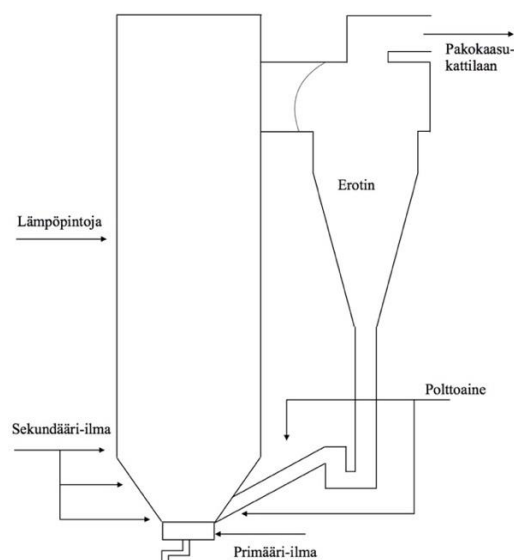 Pakokaasu-
kattilaan
Erotin
Lämpöpintoja
Polttoaine
Sekundääri-ilma
Primääri-ilma